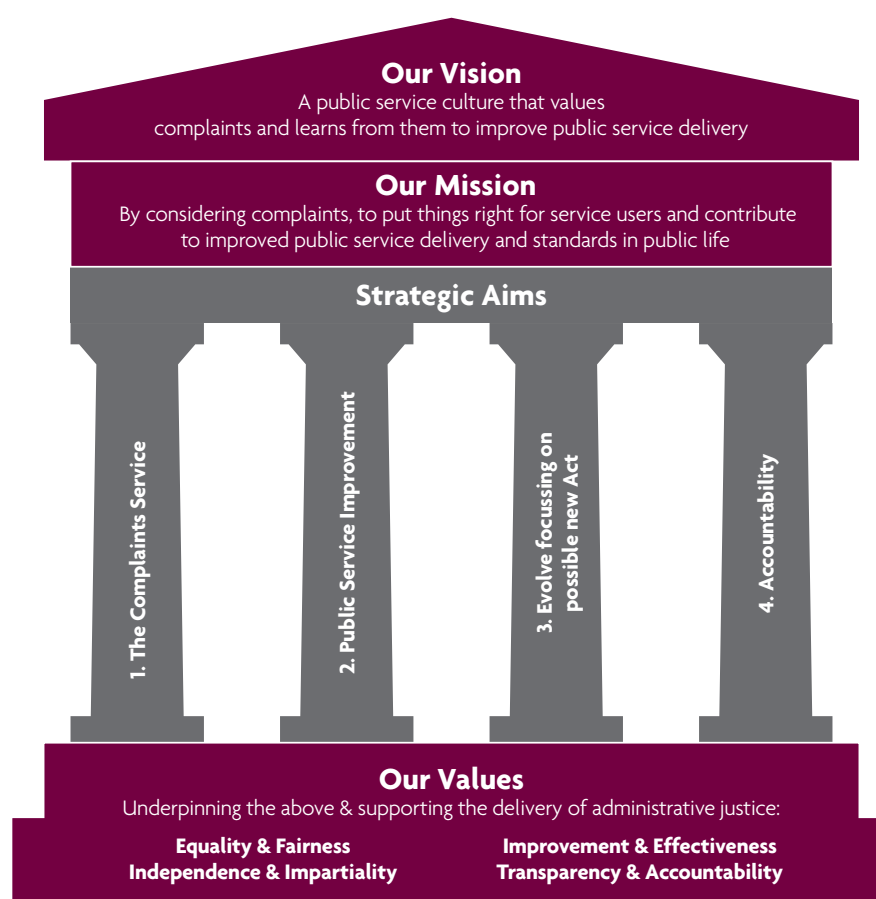 Our Vision
A public service culture that values
complaints and learns from them to improve public service delivery
Our Mission
By considering complaints, to put things right for service users and contribute
to improved public service delivery and standards in public life
Strategic Aims
1. The Complaints Service
2. Public Service Improvement
3. Evolve focussing on
possible new Act
4. Accountability
Our Values
Underpinning the above & supporting the delivery of administrative justice:
Equality & Fairness
Independence & Impartiality
Improvement & Effectiveness
Transparency & Accountability